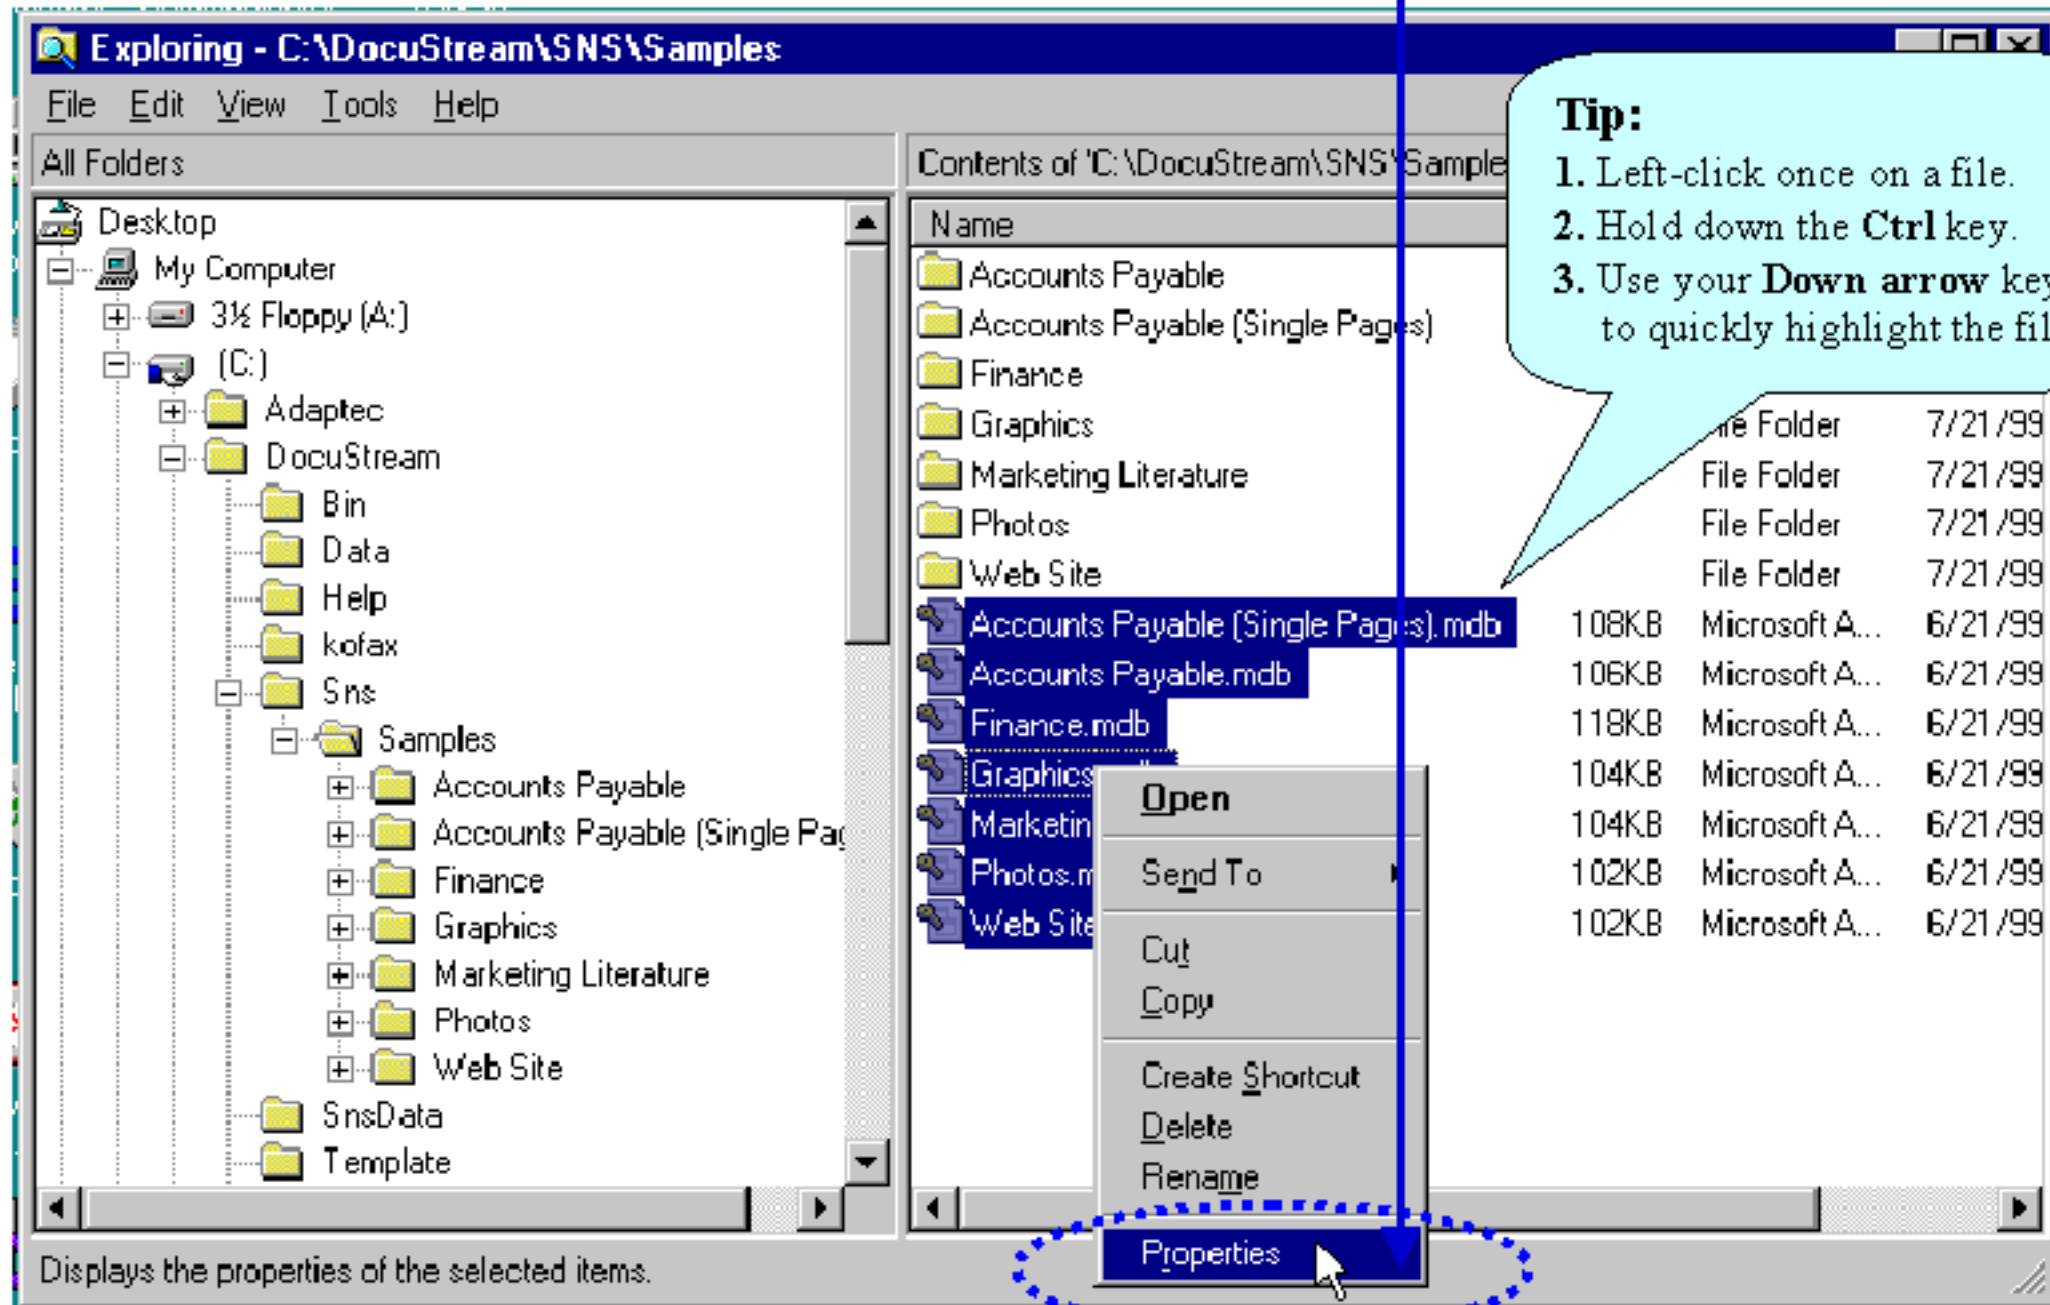 Exploring - C:\DocuStream\SNS\Samples
File Edit View Tools Help
All Folders
Contents of 'C:\DocuStream\SNS\Sample
Tip:
1. Left-click once on a file.
2. Hold down the Ctrl key.
3. Use your Down arrow key
to quickly highlight the fil
Desktop
My Computer
3½ Floppy (A:)
(C:)
Adaptec
DocuStream
Bin
Data
Help
kofax
Sns
Samples
Accounts Payable
Accounts Payable (Single Pag
Finance
Graphics
Marketing Literature
Photos
Web Site
SnsData
Template
Name
Accounts Payable
Accounts Payable (Single Pages)
Finance
Graphics File Folder 7/21/99
Marketing Literature File Folder 7/21/99
Photos File Folder 7/21/99
Web Site File Folder 7/21/99
Accounts Payable (Single Pages).mdb 108KB Microsoft A... 6/21/99
Accounts Payable.mdb 106KB Microsoft A... 6/21/99
Finance.mdb 118KB Microsoft A... 6/21/99
Graphics 104KB Microsoft A... 6/21/99
Marketin 104KB Microsoft A... 6/21/99
Photos.m 102KB Microsoft A... 6/21/99
Web Site 102KB Microsoft A... 6/21/99
Open
Send To
Cut
Copy
Create Shortcut
Delete
Rename
Properties
Displays the properties of the selected items.